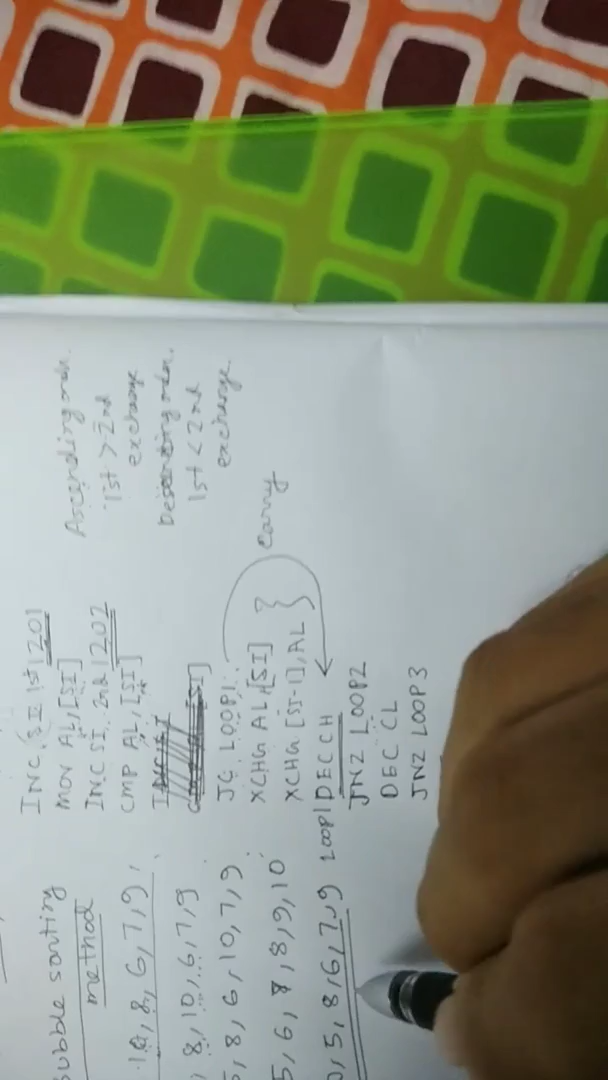 Ascending order.
1st > 2nd
exchange
Descending order,
1st < 2nd
exchange.
Carry
INC SI 1st 1201
MOV AL,[SI]
INC SI 2nd 1202
CMP AL,[SI]
JC LOOP1
XCHG AL,[SI]
XCHG [SI-1],AL
LOOP1 DEC CH
JNZ LOOP2
DEC CL
JNZ LOOP3
bubble sorting
method
10, 8, 6, 7, 9,
8, 10, 6, 7, 9
, 8, 6, 10, 7, 9
5, 6, 8, 8, 9, 10
, 5, 8, 6, 7, 9